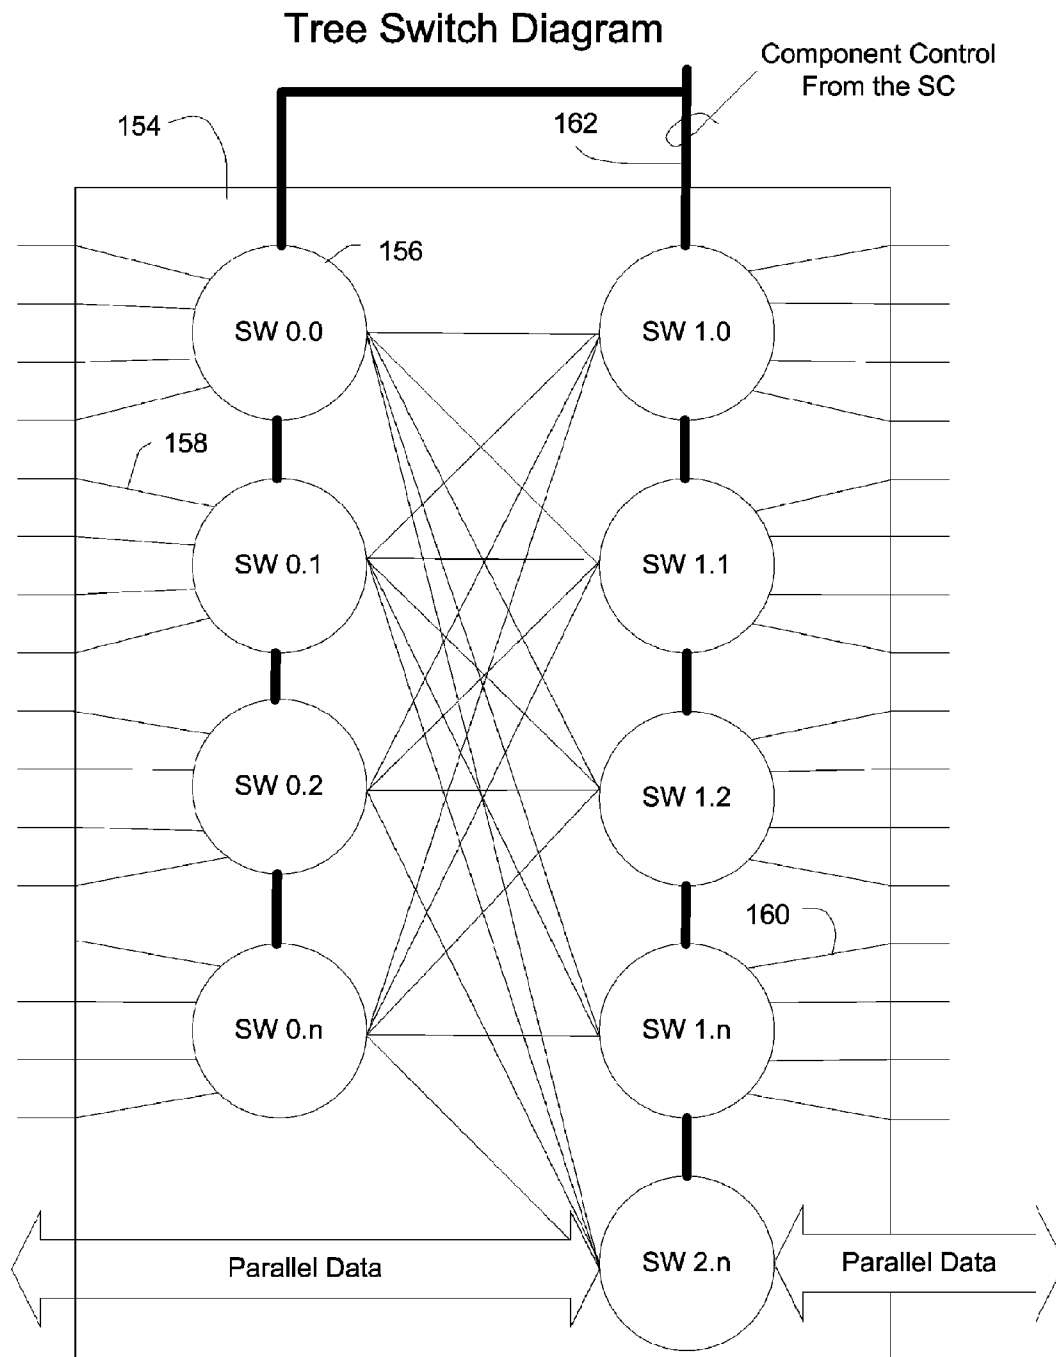 Tree Switch Diagram
Component Control
From the SC
154
162
156
SW 0.0
SW 1.0
158
SW 0.1
SW 1.1
SW 0.2
SW 1.2
160
SW 0.n
SW 1.n
Parallel Data
SW 2.n
Parallel Data